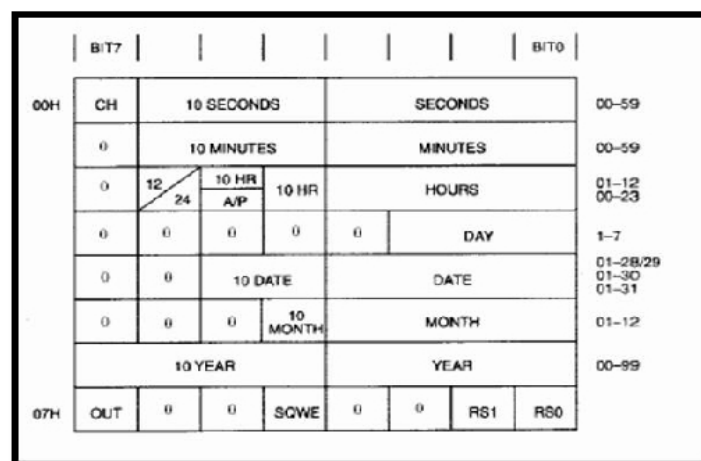 BIT7 BIT0
00H CH 10 SECONDS SECONDS 00–59
0 10 MINUTES MINUTES 00–59
0 12/24 10 HR A/P 10 HR HOURS 01–12 00–23
0 0 0 0 0 DAY 1–7
0 0 10 DATE DATE 01–28/29 01–30 01–31
0 0 0 10 MONTH MONTH 01–12
10 YEAR YEAR 00–99
07H OUT 0 0 SQWE 0 0 RS1 RS0